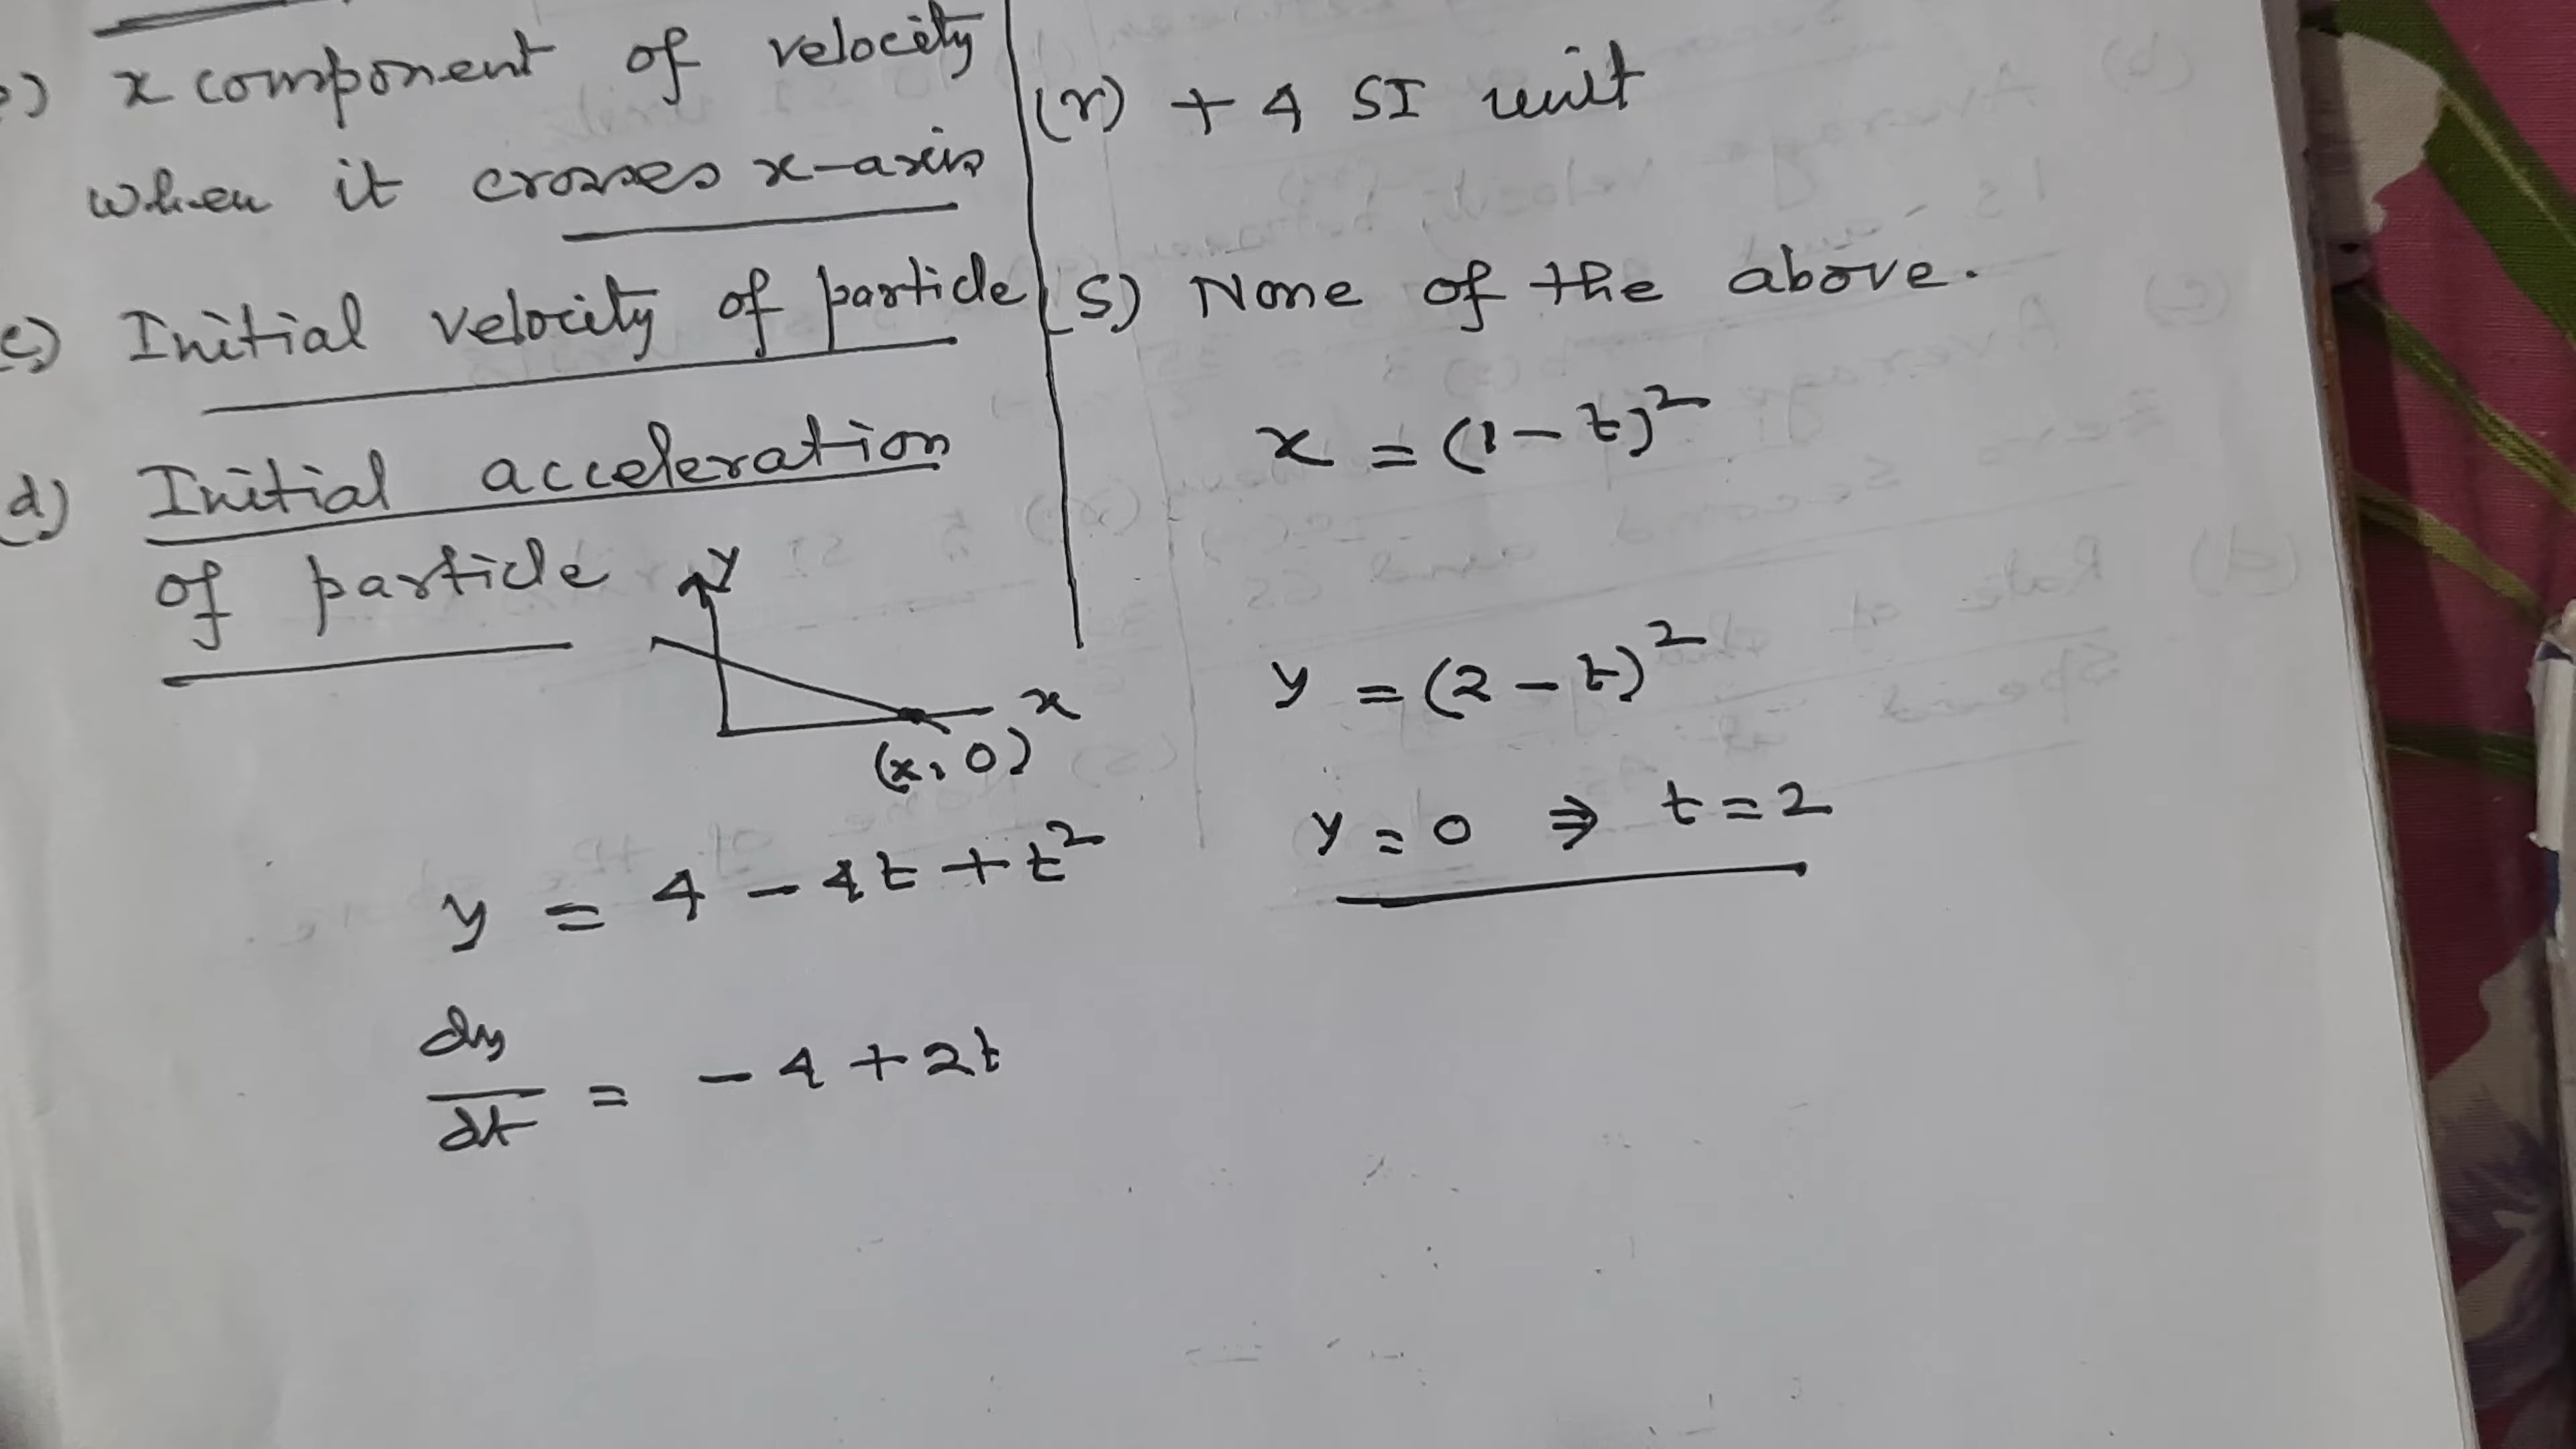 x component of velocity
when it crosses x-axis
(r) + 4 SI unit
c) Initial velocity of particle
(S) None of the above.
d) Initial acceleration
of particle
y
x
(x, 0)
x = (1 - t)²
y = (2 - t)²
y = 0 ⇒ t = 2
y = 4 - 4t + t²
dy/dt = - 4 + 2t